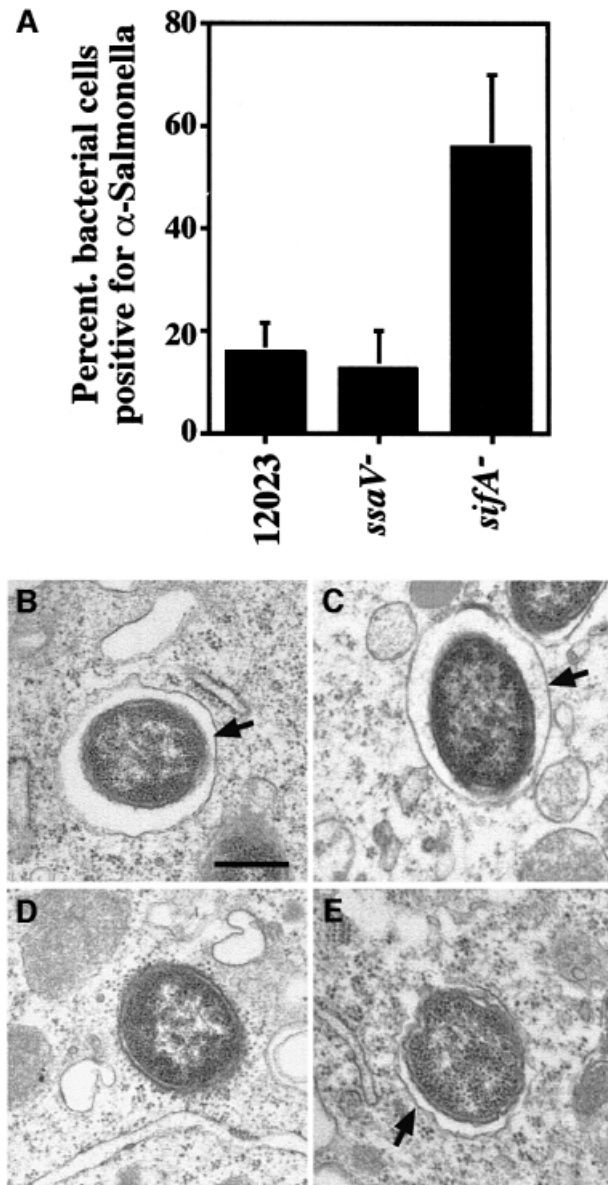 A
Percent. bacterial cells
positive for α-Salmonella
80
60
40
20
0
12023
ssaV-
sifA-
B
C
D
E